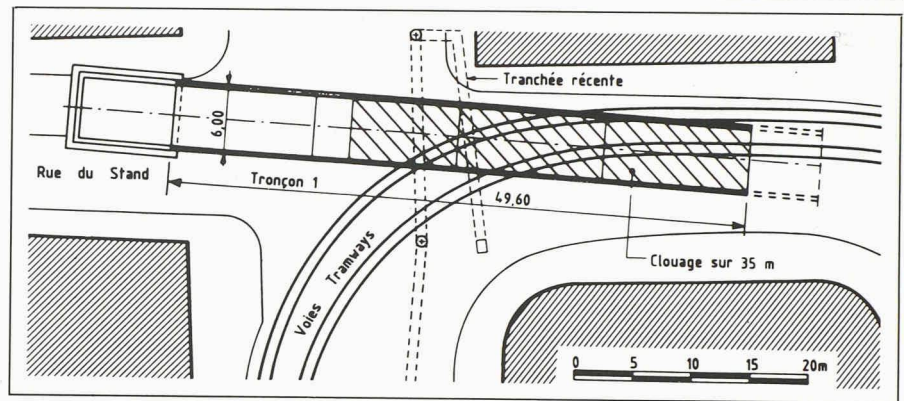 Tranchée récente
6,00
Rue du Stand
Tronçon 1
49,60
Voies Tramways
Clouage sur 35 m
0 5 10 15 20m